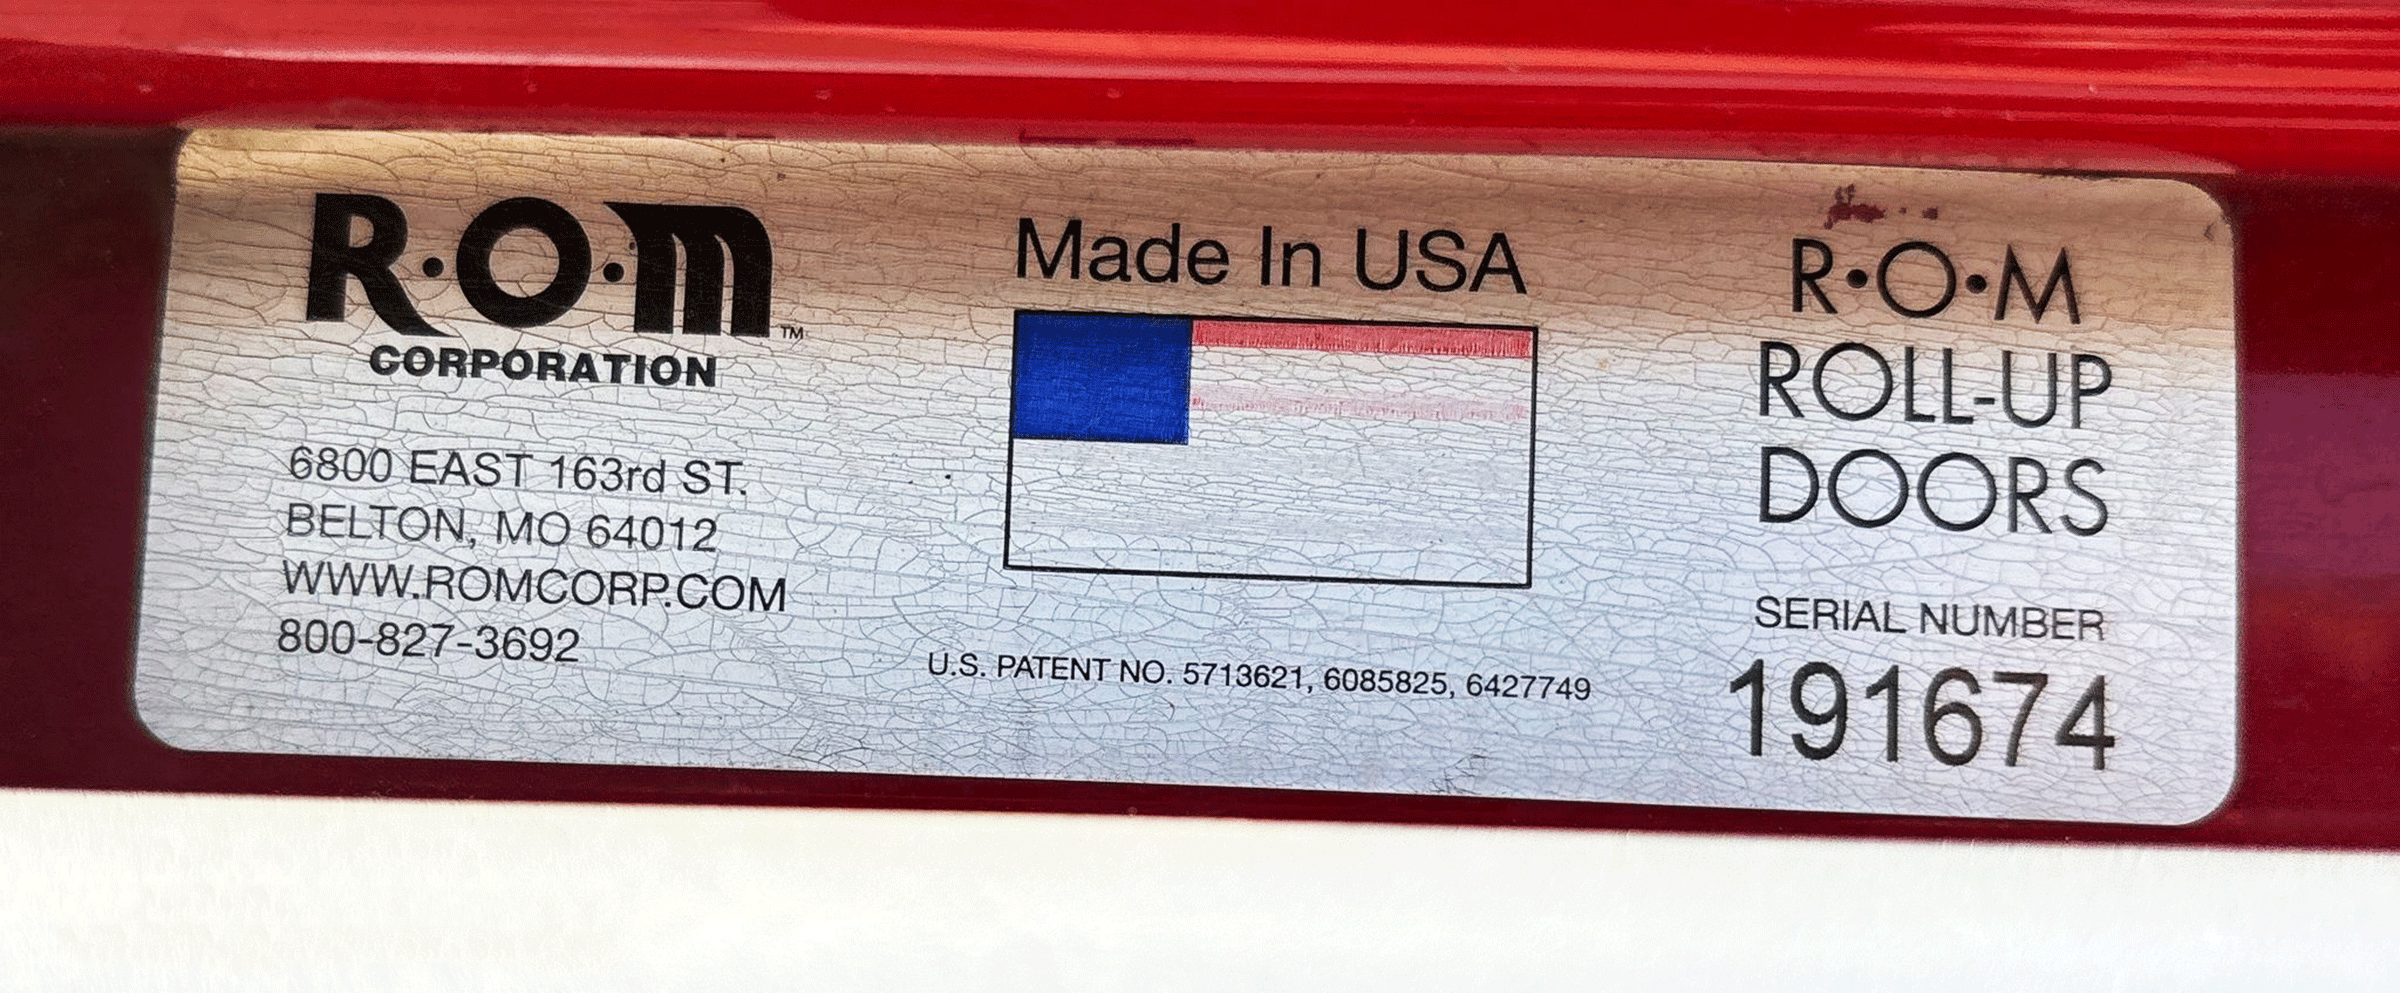 R·O·M™
CORPORATION
6800 EAST 163rd ST.
BELTON, MO 64012
WWW.ROMCORP.COM
800-827-3692
Made In USA
U.S. PATENT NO. 5713621, 6085825, 6427749
R·O·M
ROLL-UP
DOORS
SERIAL NUMBER
191674